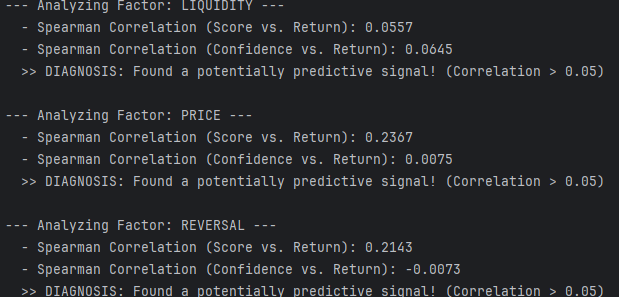 --- Analyzing Factor: LIQUIDITY ---
- Spearman Correlation (Score vs. Return): 0.0557
- Spearman Correlation (Confidence vs. Return): 0.0645
>> DIAGNOSIS: Found a potentially predictive signal! (Correlation > 0.05)
--- Analyzing Factor: PRICE ---
- Spearman Correlation (Score vs. Return): 0.2367
- Spearman Correlation (Confidence vs. Return): 0.0075
>> DIAGNOSIS: Found a potentially predictive signal! (Correlation > 0.05)
--- Analyzing Factor: REVERSAL ---
- Spearman Correlation (Score vs. Return): 0.2143
- Spearman Correlation (Confidence vs. Return): -0.0073
>> DIAGNOSIS: Found a potentially predictive signal! (Correlation > 0.05)